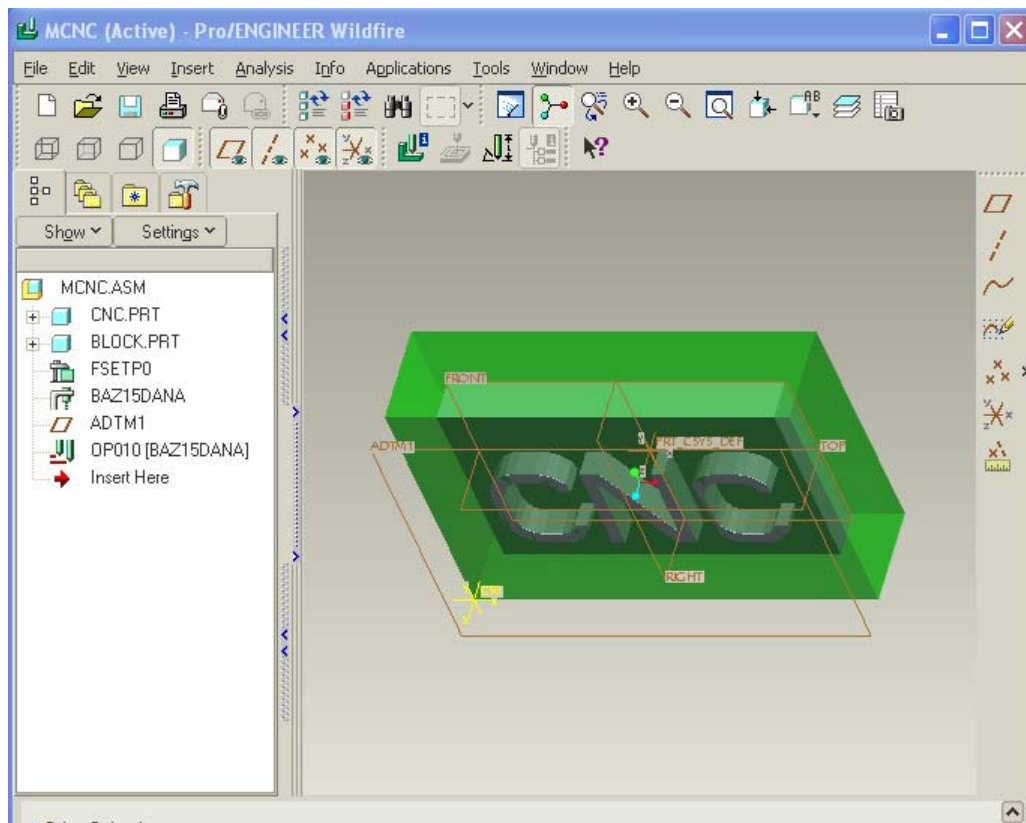 MCNC (Active) - Pro/ENGINEER Wildfire
File Edit View Insert Analysis Info Applications Tools Window Help
AB
Show Settings
MCNC.ASM
CNC.PRT
BLOCK.PRT
FSETP0
BAZ15DANA
ADTM1
OP010 [BAZ15DANA]
Insert Here
FRONT
ADTM1
PRT_CSYS_DEF
TOP
CNC
RIGHT